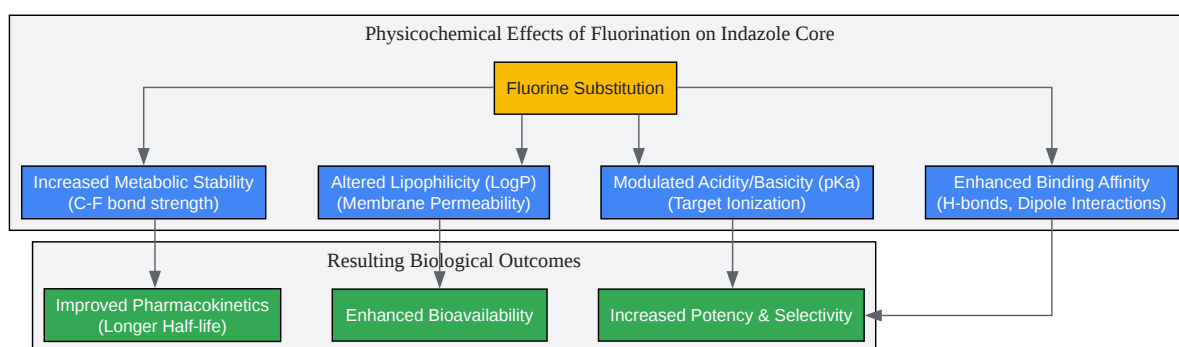 Physicochemical Effects of Fluorination on Indazole Core
Fluorine Substitution
Increased Metabolic Stability
(C-F bond strength)
Altered Lipophilicity (LogP)
(Membrane Permeability)
Modulated Acidity/Basicity (pKa)
(Target Ionization)
Enhanced Binding Affinity
(H-bonds, Dipole Interactions)
Resulting Biological Outcomes
Improved Pharmacokinetics
(Longer Half-life)
Enhanced Bioavailability
Increased Potency & Selectivity